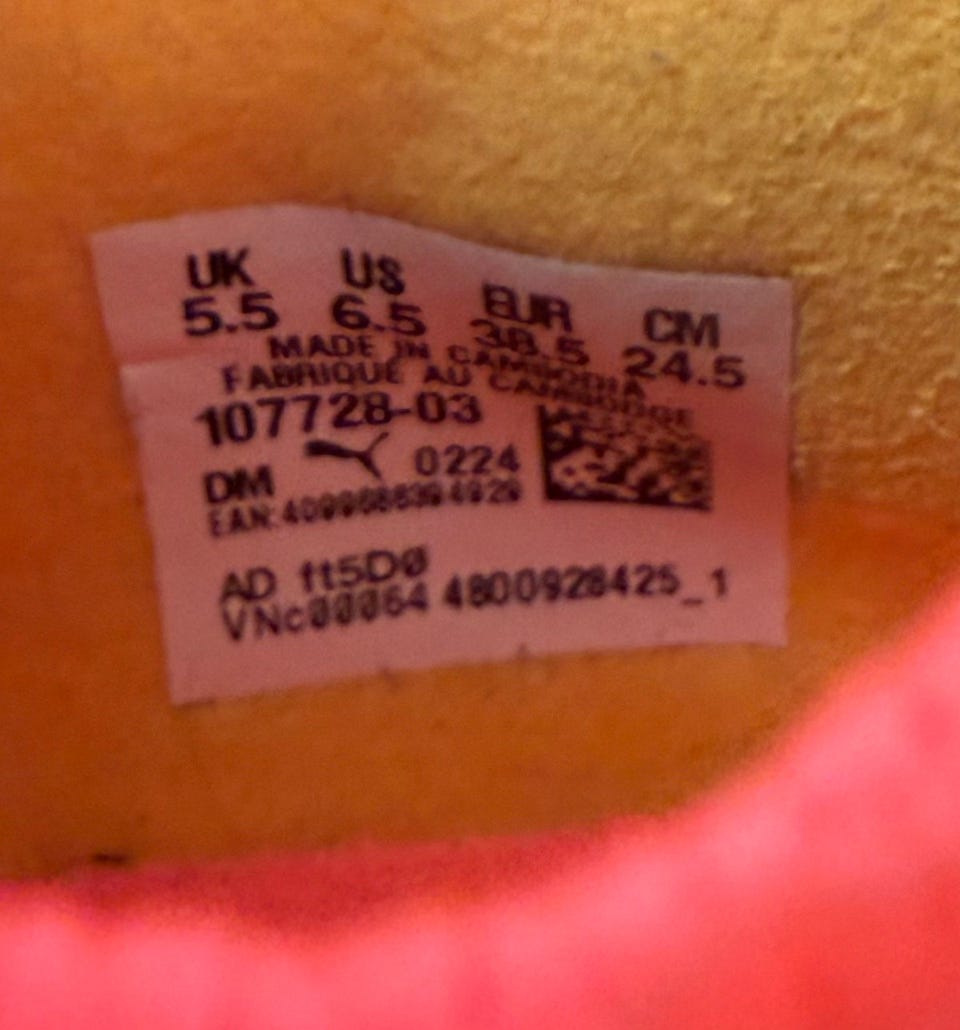 UK US EUR CM
5.5 6.5 38.5 24.5
MADE IN CAMBODIA
FABRIQUE AU CAMBODGE
107728-03
DM 0224
EAN:
AD ft5D0
VNc00064 4800928425_1